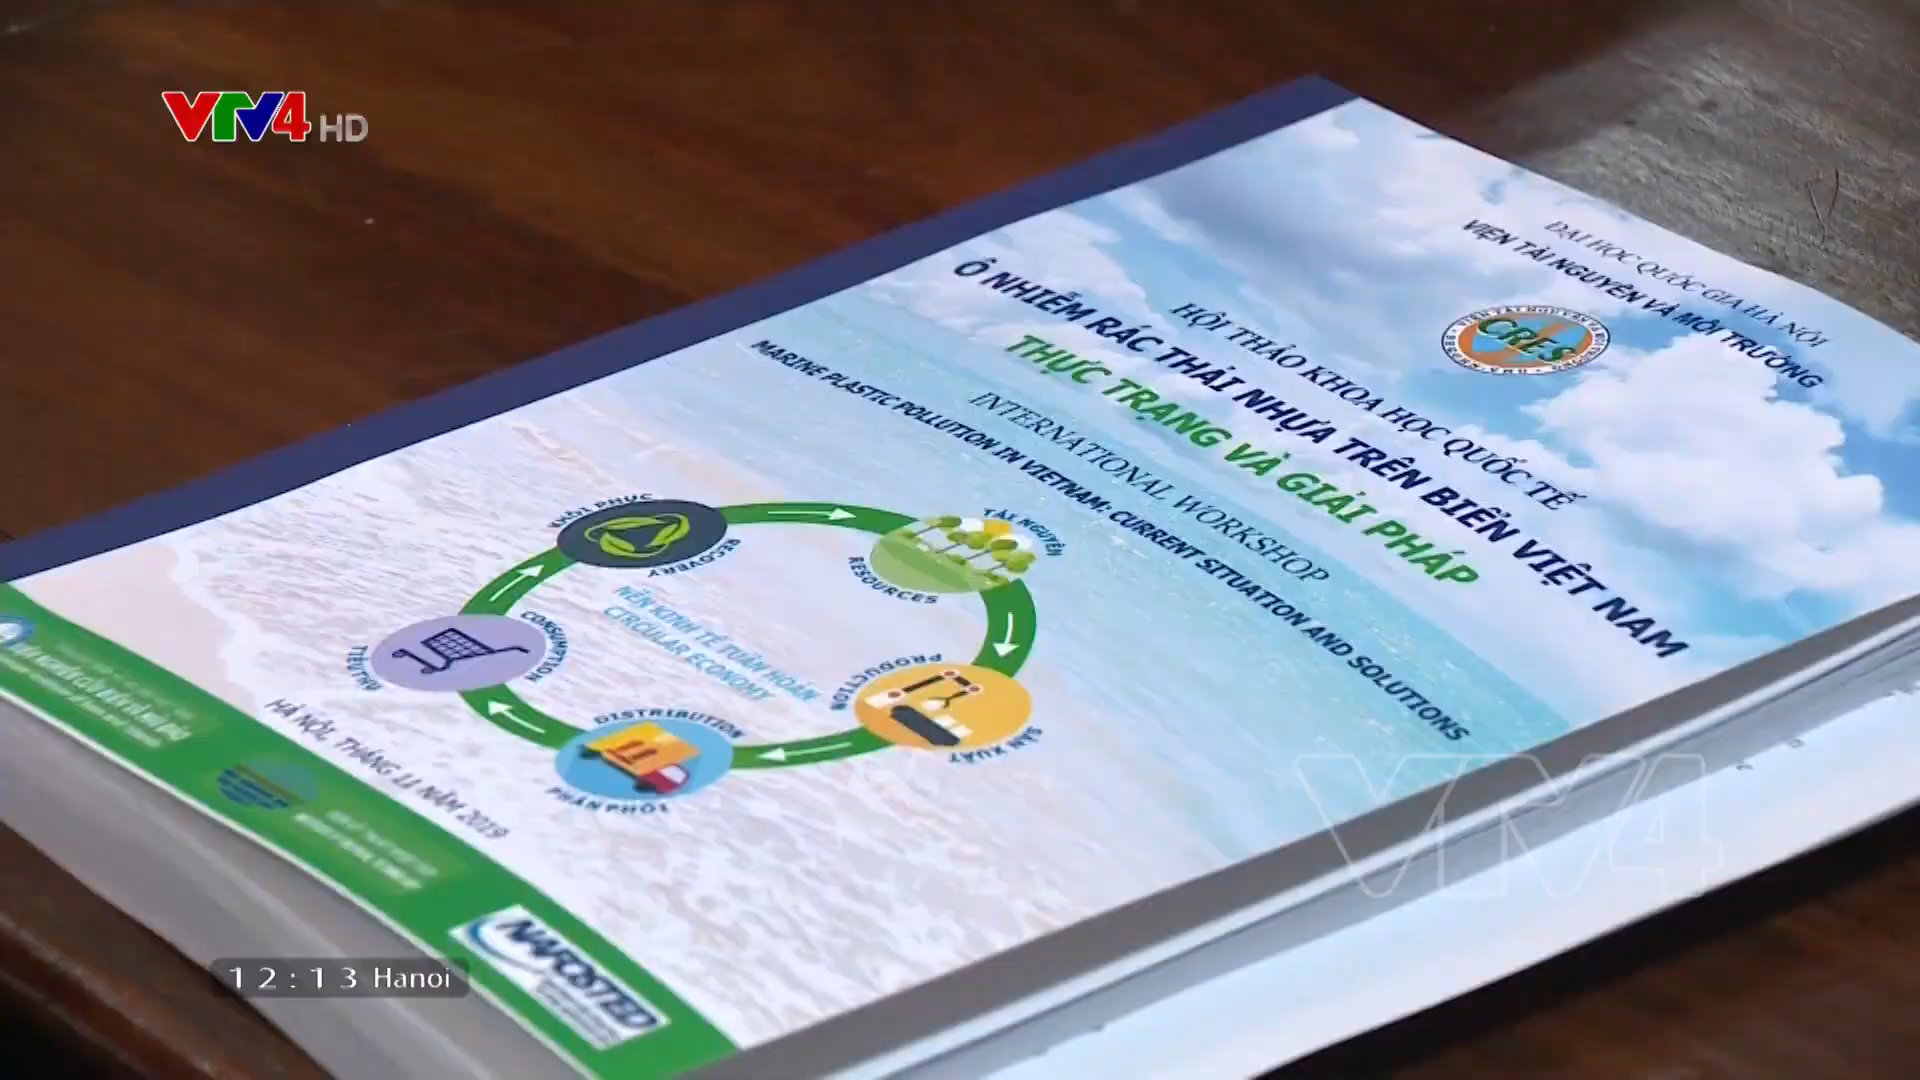 VTV4 HD
ĐẠI HỌC QUỐC GIA HÀ NỘI
VIỆN TÀI NGUYÊN VÀ MÔI TRƯỜNG
CRES
HỘI THẢO KHOA HỌC QUỐC TẾ
Ô NHIỄM RÁC THẢI NHỰA TRÊN BIỂN VIỆT NAM
THỰC TRẠNG VÀ GIẢI PHÁP
INTERNATIONAL WORKSHOP
MARINE PLASTIC POLLUTION IN VIETNAM: CURRENT SITUATION AND SOLUTIONS
KHÔI PHỤC
RECOVERY
TÀI NGUYÊN
RESOURCES
NỀN KINH TẾ TUẦN HOÀN
CIRCULAR ECONOMY
CONSUMPTION
TIÊU THỤ
PRODUCTION
SẢN XUẤT
DISTRIBUTION
PHÂN PHỐI
HÀ NỘI, THÁNG 11 NĂM 2019
NAFOSTED
VTV4
12:13 Hanoi